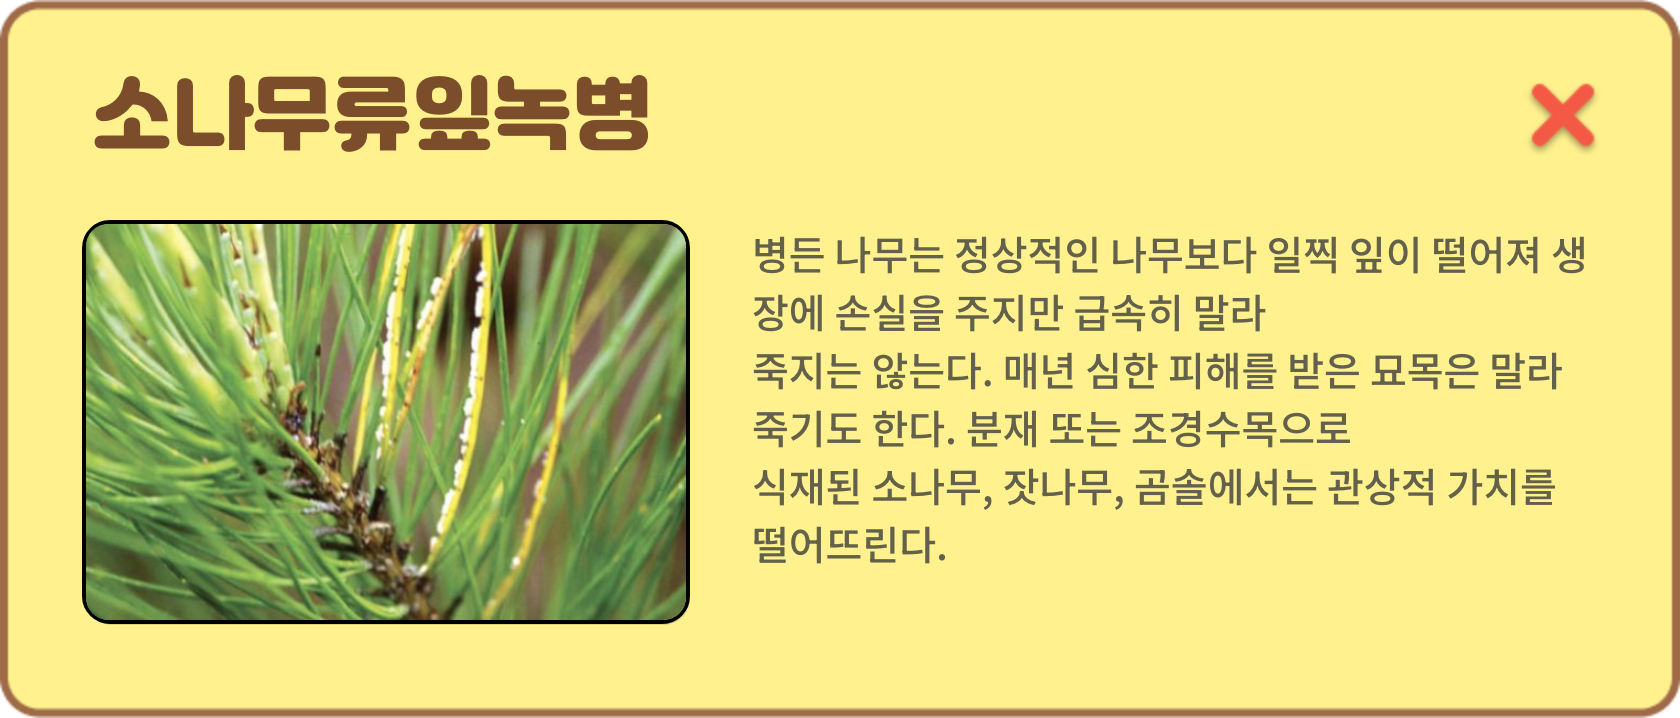 소나무류잎녹병
병든 나무는 정상적인 나무보다 일찍 잎이 떨어져 생
장에 손실을 주지만 급속히 말라
죽지는 않는다. 매년 심한 피해를 받은 묘목은 말라
죽기도 한다. 분재 또는 조경수목으로
식재된 소나무, 잣나무, 곰솔에서는 관상적 가치를
떨어뜨린다.